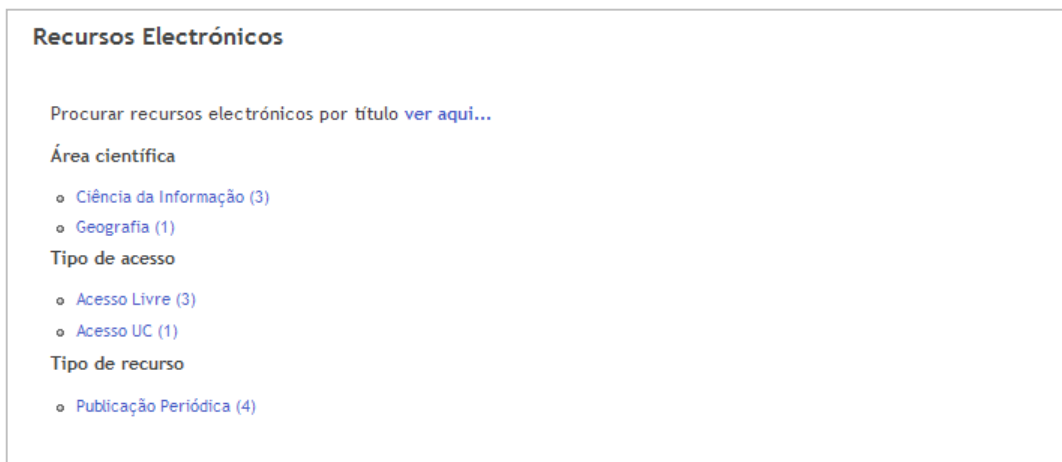 Recursos Electrónicos
Procurar recursos electrónicos por título ver aqui...
Área científica
Ciência da Informação (3)
Geografia (1)
Tipo de acesso
Acesso Livre (3)
Acesso UC (1)
Tipo de recurso
Publicação Periódica (4)